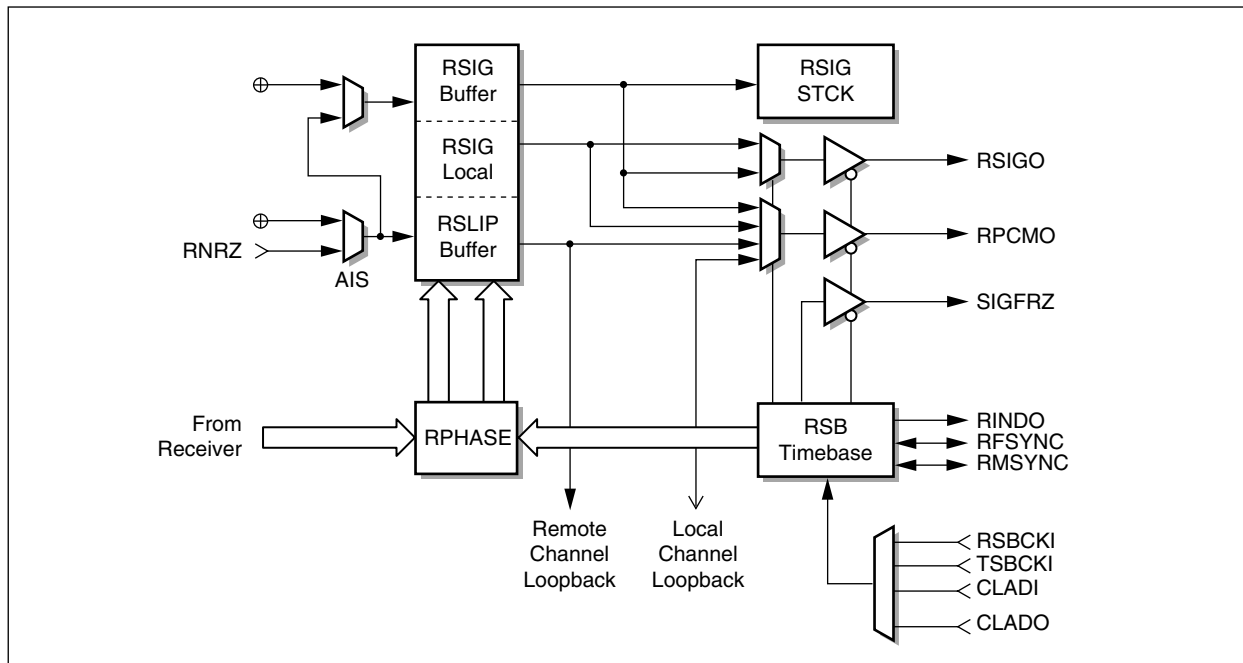 RSIG
Buffer
RSIG
STCK
RSIG
Local
RSIGO
RSLIP
Buffer
RNRZ
AIS
RPCMO
SIGFRZ
From
Receiver
RPHASE
RSB
Timebase
RINDO
RFSYNC
RMSYNC
Remote
Channel
Loopback
Local
Channel
Loopback
RSBCKI
TSBCKI
CLADI
CLADO